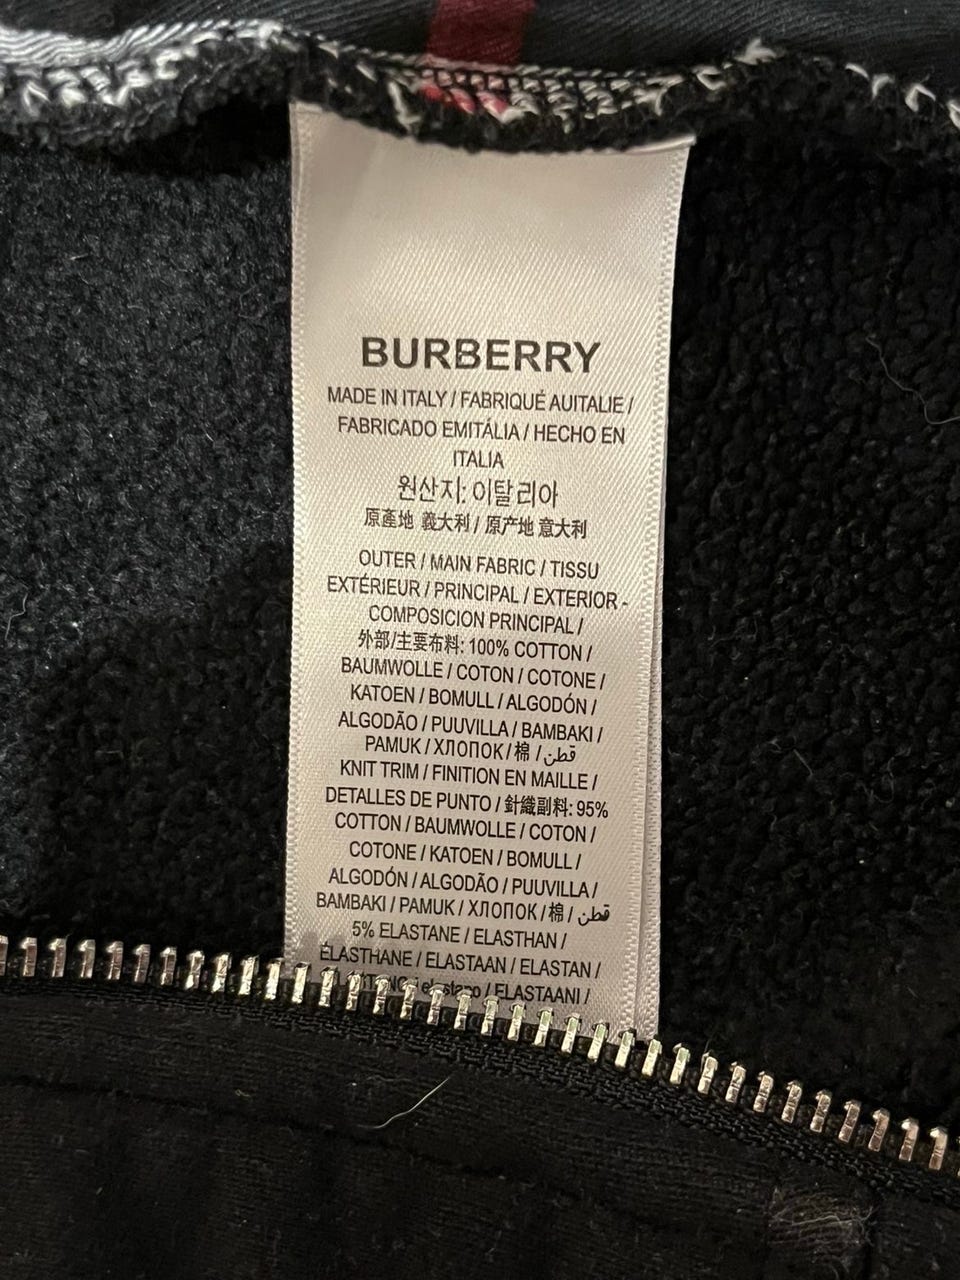 BURBERRY
MADE IN ITALY / FABRIQUÉ AUITALIE /
FABRICADO EMITÁLIA / HECHO EN
ITALIA
원산지: 이탈리아
原產地 義大利 / 原产地 意大利
OUTER / MAIN FABRIC / TISSU
EXTÉRIEUR / PRINCIPAL / EXTERIOR -
COMPOSICION PRINCIPAL /
外部/主要布料: 100% COTTON /
BAUMWOLLE / COTON / COTONE /
KATOEN / BOMULL / ALGODÓN /
ALGODÃO / PUUVILLA / BAMBAKI /
PAMUK / ХЛОПОК / 棉 / قطن
KNIT TRIM / FINITION EN MAILLE /
DETALLES DE PUNTO / 針織副料: 95%
COTTON / BAUMWOLLE / COTON /
COTONE / KATOEN / BOMULL /
ALGODÓN / ALGODÃO / PUUVILLA /
BAMBAKI / PAMUK / ХЛОПОК / 棉 / قطن
5% ELASTANE / ELASTHAN /
ÉLASTHANE / ELASTAAN / ELASTAN /
/ ELASTAANI /